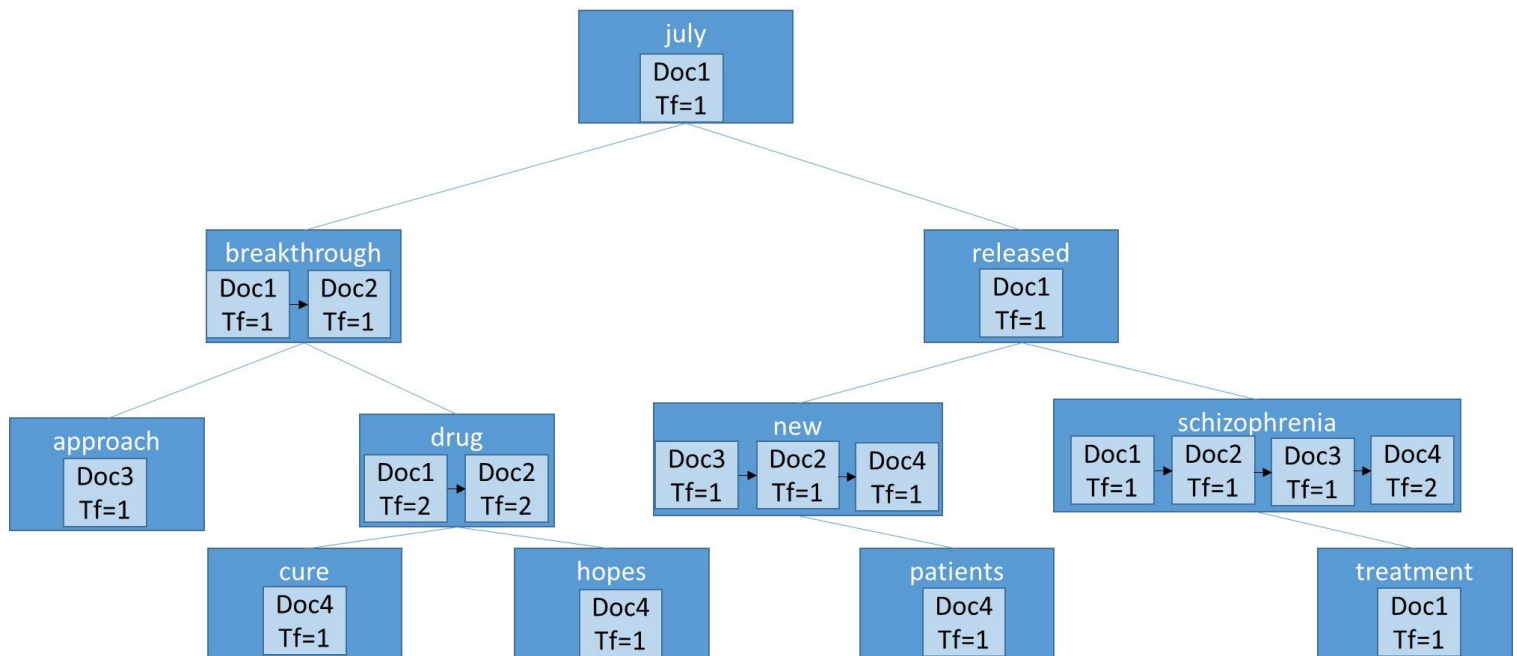 july
Doc1
Tf=1
breakthrough
Doc1
Tf=1
Doc2
Tf=1
released
Doc1
Tf=1
approach
Doc3
Tf=1
drug
Doc1
Tf=2
Doc2
Tf=2
new
Doc3
Tf=1
Doc2
Tf=1
Doc4
Tf=1
schizophrenia
Doc1
Tf=1
Doc2
Tf=1
Doc3
Tf=1
Doc4
Tf=2
cure
Doc4
Tf=1
hopes
Doc4
Tf=1
patients
Doc4
Tf=1
treatment
Doc1
Tf=1